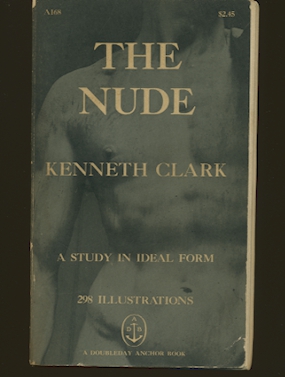 A168
$2.45
THE
NUDE
KENNETH CLARK
A STUDY IN IDEAL FORM
298 ILLUSTRATIONS
A
D B
A DOUBLEDAY ANCHOR BOOK